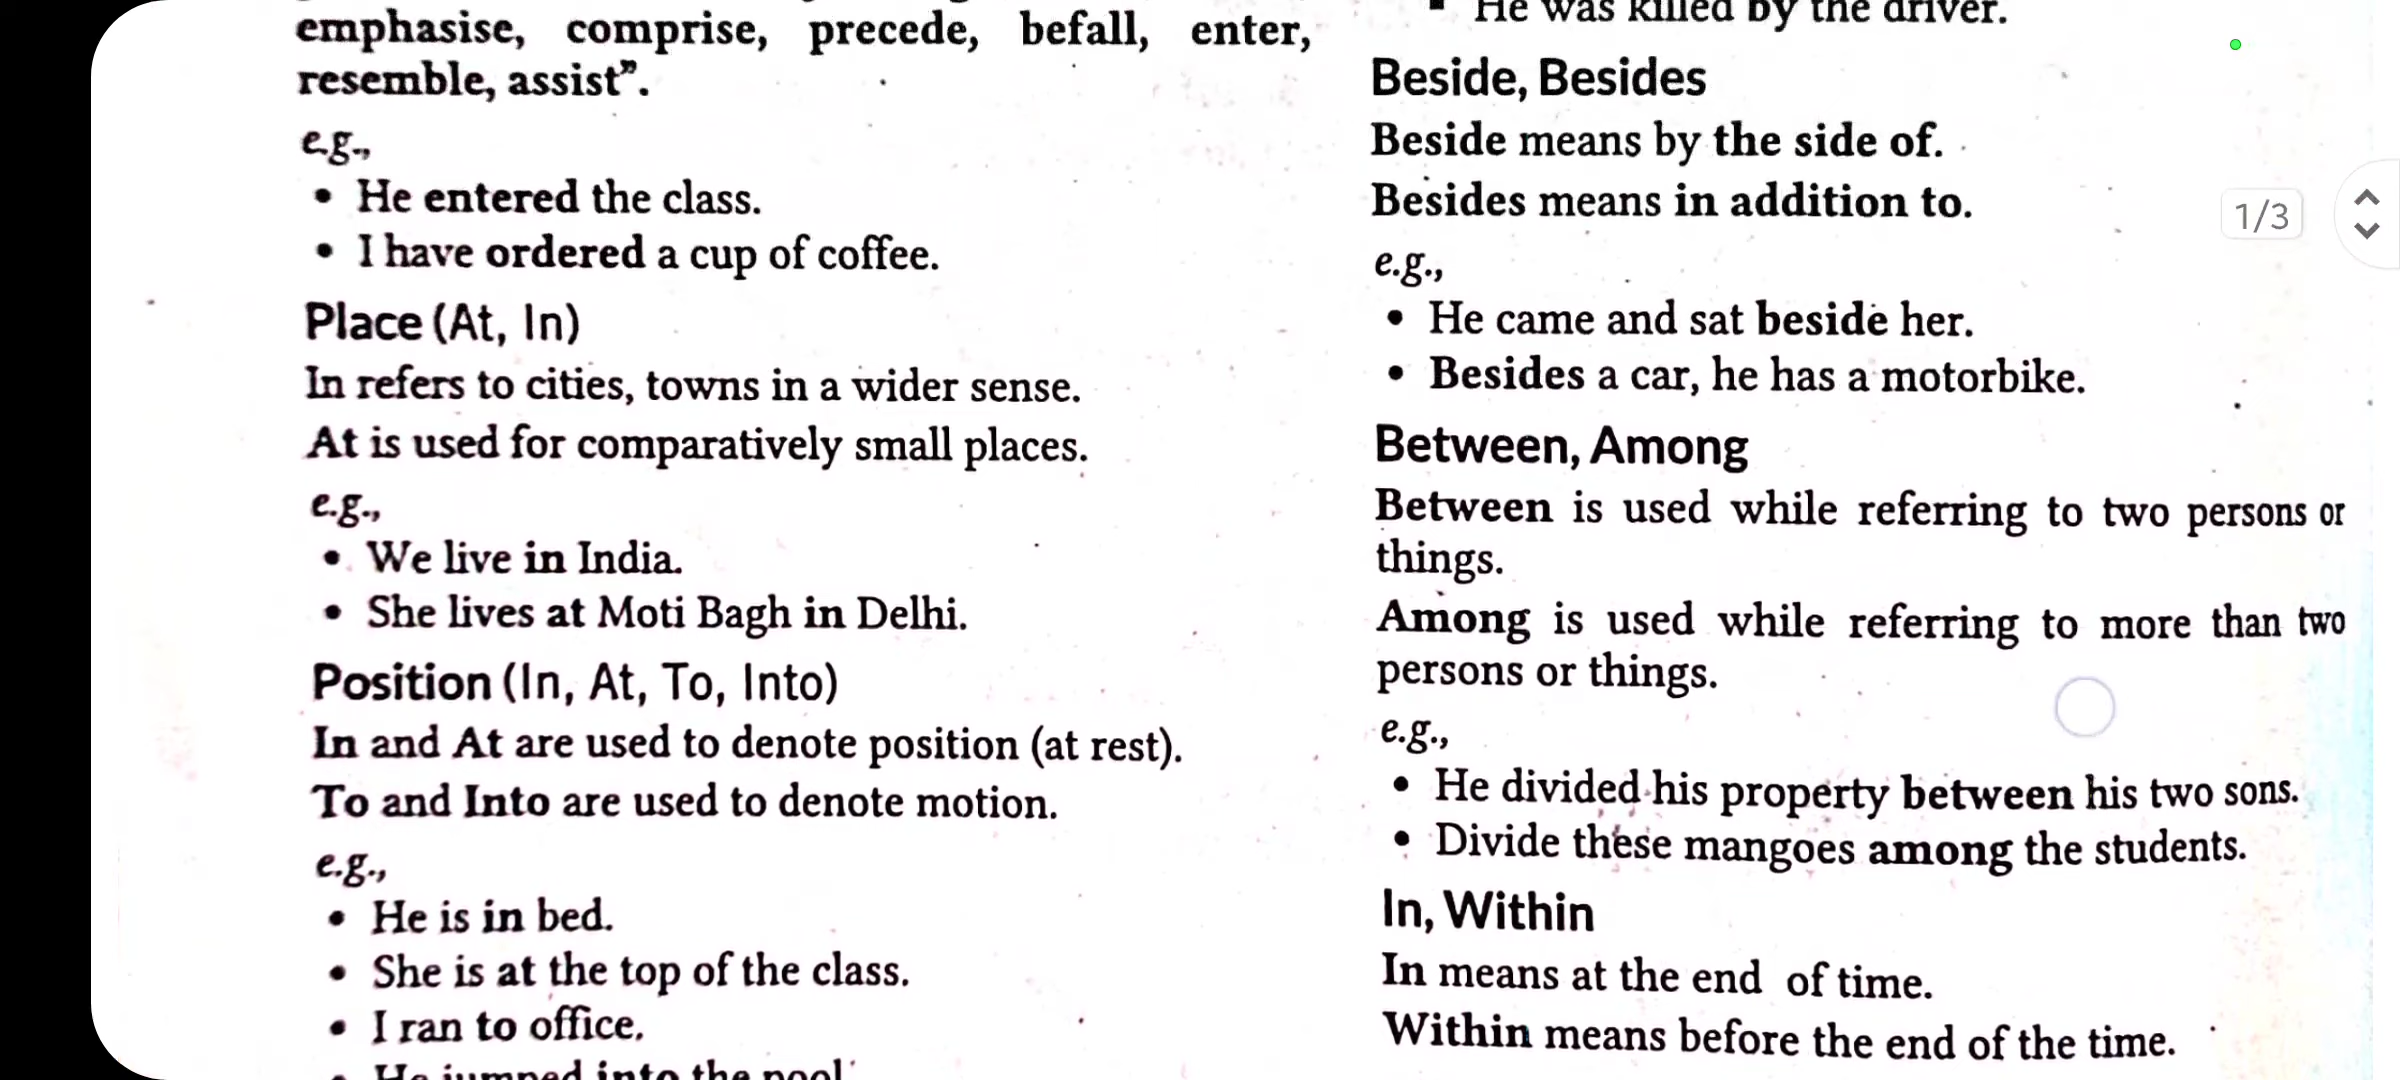 emphasise, comprise, precede, befall, enter,
resemble, assist”.
e.g.,
• He entered the class.
• I have ordered a cup of coffee.
Place (At, In)
In refers to cities, towns in a wider sense.
At is used for comparatively small places.
e.g.,
• We live in India.
• She lives at Moti Bagh in Delhi.
Position (In, At, To, Into)
In and At are used to denote position (at rest).
To and Into are used to denote motion.
e.g.,
• He is in bed.
• She is at the top of the class.
• I ran to office.
• He jumped into the pool
• He was killed by the driver.
Beside, Besides
Beside means by the side of.
Besides means in addition to.
e.g.,
• He came and sat beside her.
• Besides a car, he has a motorbike.
Between, Among
Between is used while referring to two persons or
things.
Among is used while referring to more than two
persons or things.
e.g.,
• He divided his property between his two sons.
• Divide these mangoes among the students.
In, Within
In means at the end of time.
Within means before the end of the time.
1/3